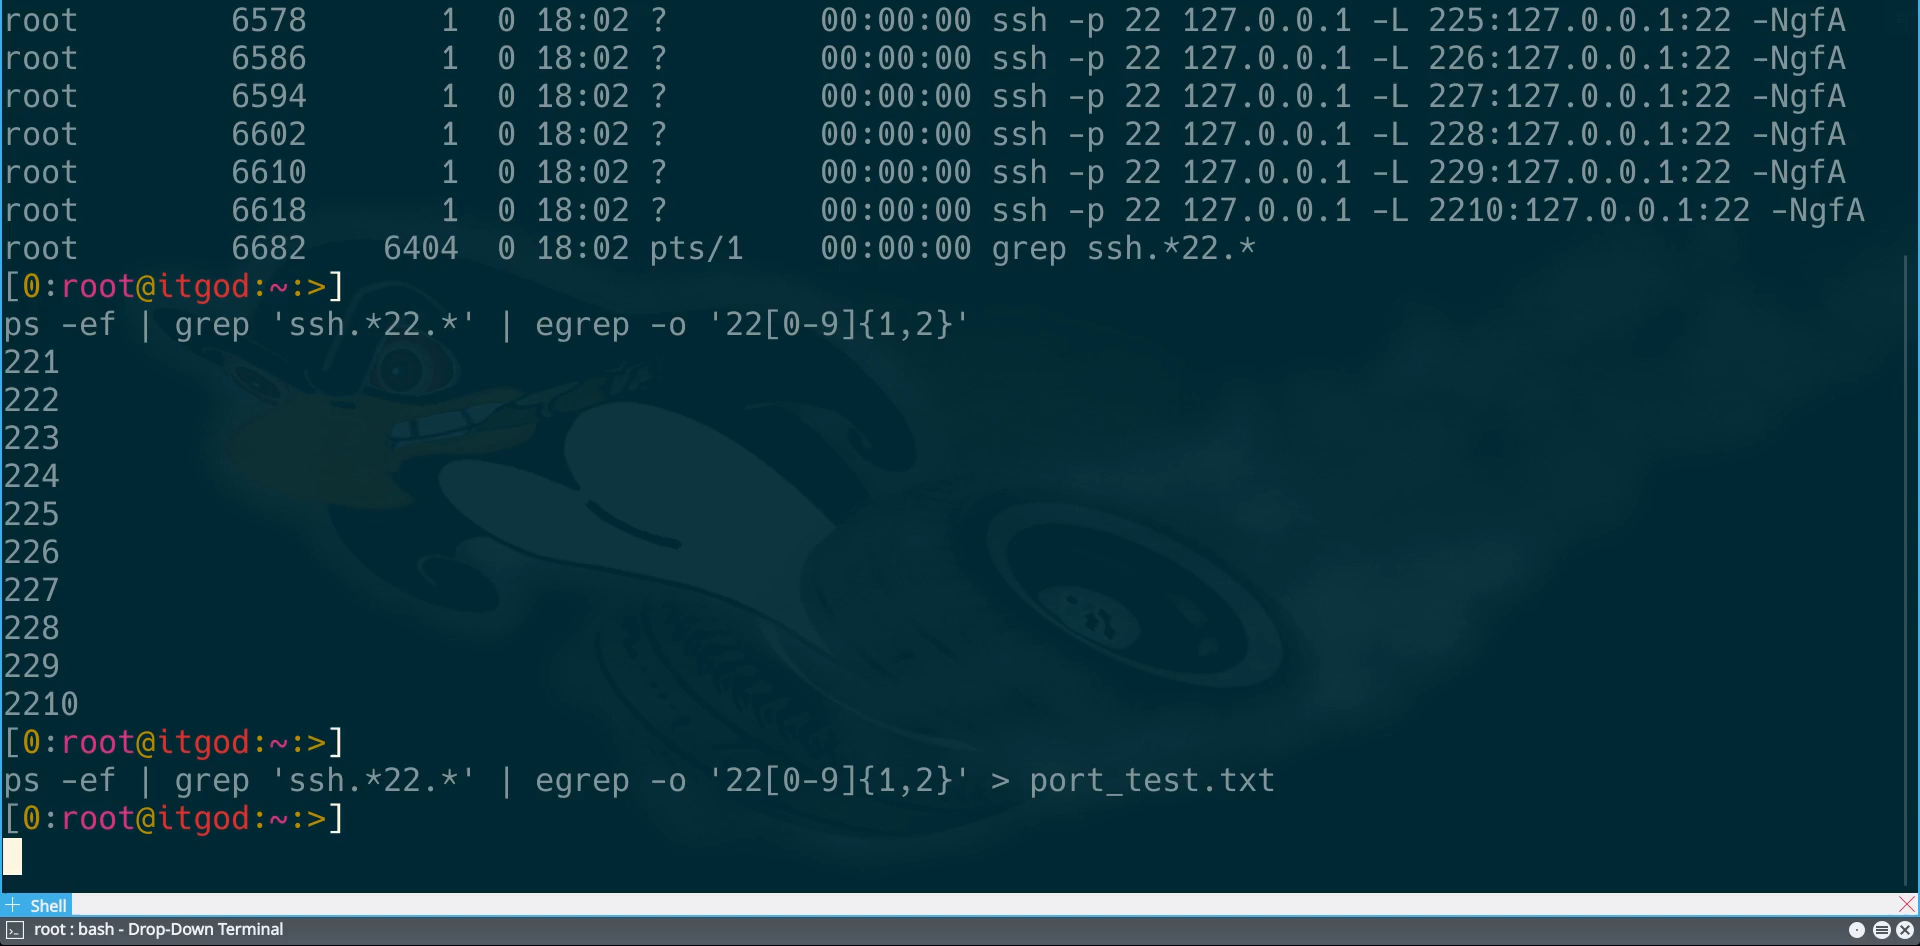 root        6578       1  0 18:02 ?        00:00:00 ssh -p 22 127.0.0.1 -L 225:127.0.0.1:22 -NgfA
root        6586       1  0 18:02 ?        00:00:00 ssh -p 22 127.0.0.1 -L 226:127.0.0.1:22 -NgfA
root        6594       1  0 18:02 ?        00:00:00 ssh -p 22 127.0.0.1 -L 227:127.0.0.1:22 -NgfA
root        6602       1  0 18:02 ?        00:00:00 ssh -p 22 127.0.0.1 -L 228:127.0.0.1:22 -NgfA
root        6610       1  0 18:02 ?        00:00:00 ssh -p 22 127.0.0.1 -L 229:127.0.0.1:22 -NgfA
root        6618       1  0 18:02 ?        00:00:00 ssh -p 22 127.0.0.1 -L 2210:127.0.0.1:22 -NgfA
root        6682    6404  0 18:02 pts/1    00:00:00 grep ssh.*22.*
[0:root@itgod:~:>]
ps -ef | grep 'ssh.*22.*' | egrep -o '22[0-9]{1,2}'
221
222
223
224
225
226
227
228
229
2210
[0:root@itgod:~:>]
ps -ef | grep 'ssh.*22.*' | egrep -o '22[0-9]{1,2}' > port_test.txt
[0:root@itgod:~:>]
Shell
root : bash - Drop-Down Terminal